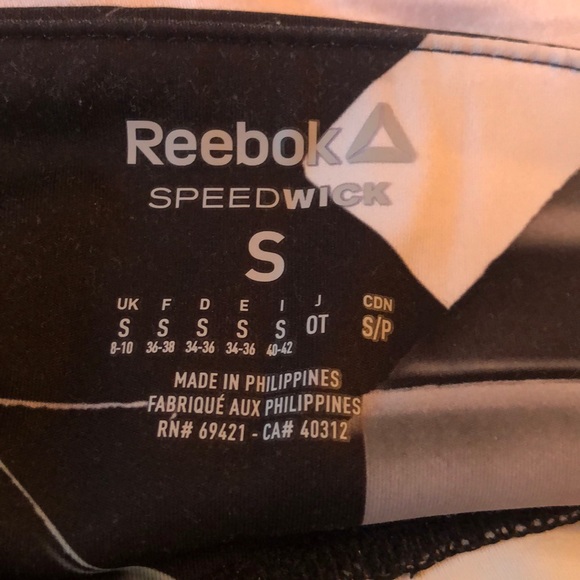 Reebok
SPEEDWICK
S
UK F D E I J CDN
S S S S S OT S/P
8-10 36-38 34-36 34-36 40-42
MADE IN PHILIPPINES
FABRIQUÉ AUX PHILIPPINES
RN# 69421 - CA# 40312